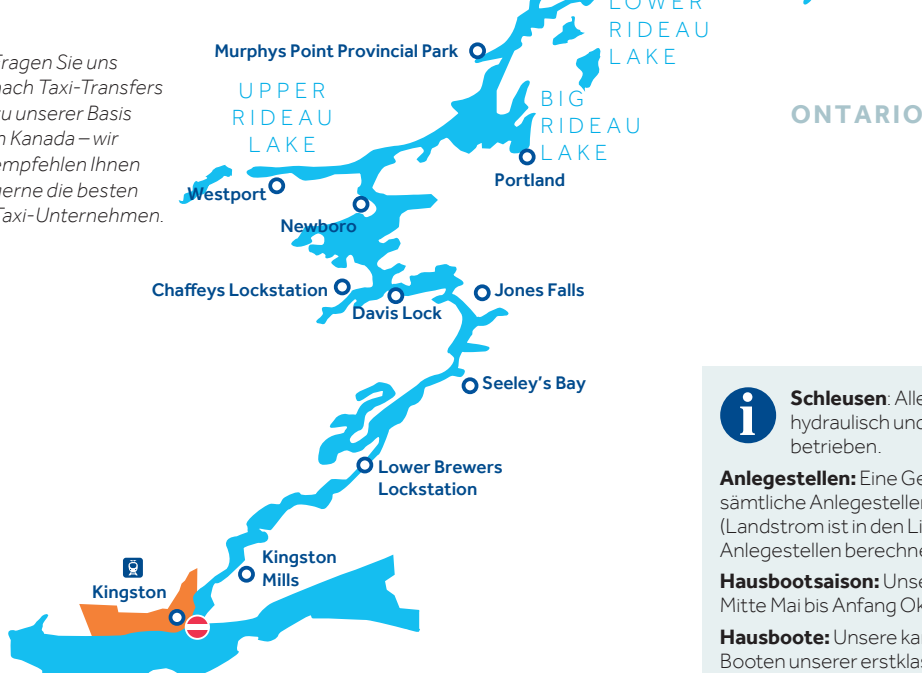 LOWER
RIDEAU
LAKE
Murphys Point Provincial Park
Fragen Sie uns
nach Taxi-Transfers
zu unserer Basis
in Kanada – wir
empfehlen Ihnen
gerne die besten
Taxi-Unternehmen.
UPPER
RIDEAU
LAKE
BIG
RIDEAU
LAKE
ONTARIO
Portland
Westport
Newboro
Chaffeys Lockstation
Jones Falls
Davis Lock
Seeley's Bay
Lower Brewers
Lockstation
Kingston
Mills
Kingston
Schleusen: Alle
hydraulisch und
betrieben.
Anlegestellen: Eine Ge
sämtliche Anlegestellen
(Landstrom ist in den Li
Anlegestellen berechne
Hausbootsaison: Unse
Mitte Mai bis Anfang Ok
Hausboote: Unsere ka
Booten unserer erstklas